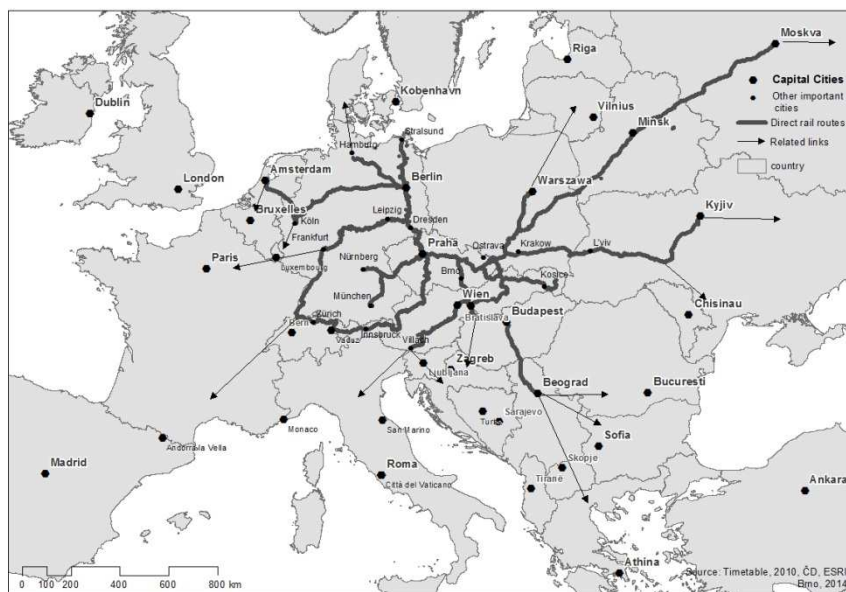 Moskva
Riga
Capital Cities
Other important
cities
Direct rail routes
Related links
country
Dublin
Kobenhavn
Vilnius
Stralsund
Minsk
Hamburg
London
Amsterdam
Berlin
Warszawa
Kyjiv
Bruxelles
Köln
Leipzig
Dresden
Frankfurt
Praha
Ostrava
Krakow
L'viv
Paris
Luxembourg
Nürnberg
Brno
Kosice
München
Wien
Bratislava
Budapest
Chisinau
Zürich
Bern
Vaduz
Innsbruck
Villach
Zagreb
Ljubljana
Beograd
Bucuresti
Sarajevo
Monaco
San Marino
Andorra la Vella
Sofia
Madrid
Skopje
Roma
Città del Vaticano
Tiranë
Ankara
Athina
0 100 200 400 600 800 km
Source: Timetable, 2010, ČD, ESRI
Brno, 2014